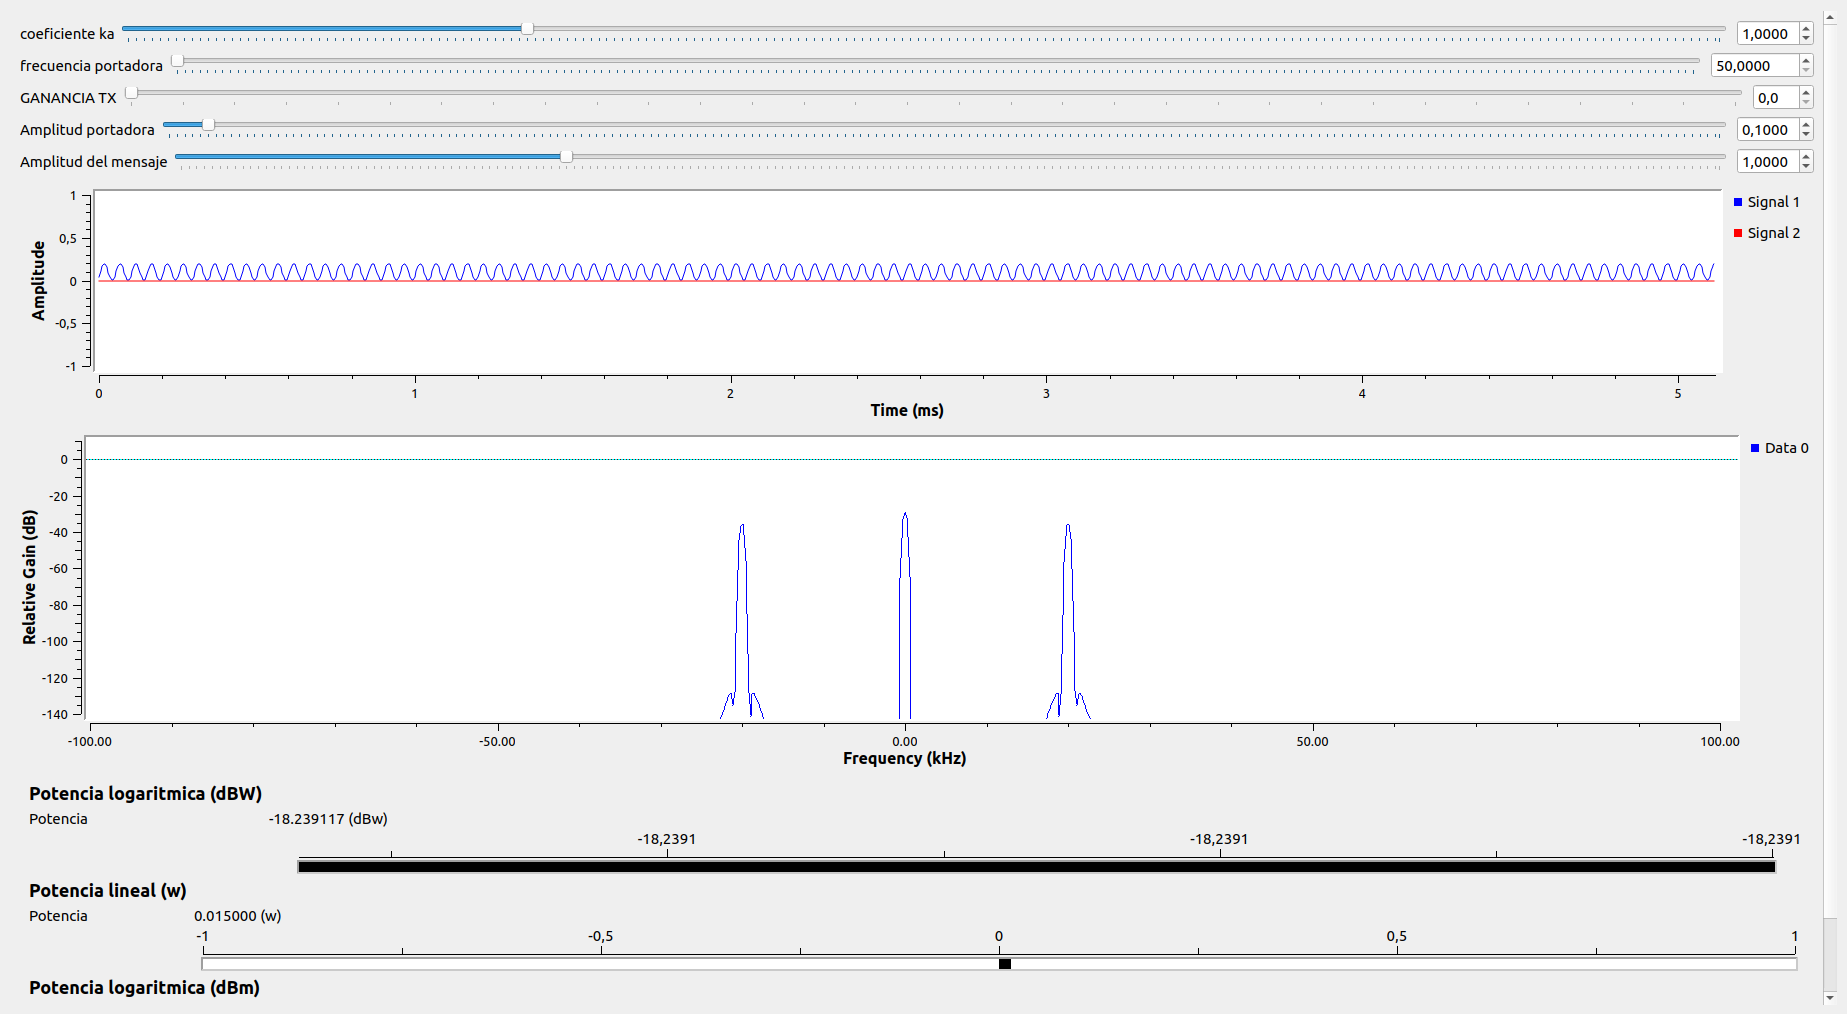 coeficiente ka 1,0000
frecuencia portadora 50,0000
GANANCIA TX 0,0
Amplitud portadora 0,1000
Amplitud del mensaje 1,0000
1
0,5
0
-0,5
-1
Amplitude
Signal 1
Signal 2
0 1 2 3 4 5
Time (ms)
0
-20
-40
-60
-80
-100
-120
-140
Relative Gain (dB)
Data 0
-100.00 -50.00 0.00 50.00 100.00
Frequency (kHz)
Potencia logaritmica (dBW)
Potencia -18.239117 (dBw)
-18,2391 -18,2391 -18,2391
Potencia lineal (w)
Potencia 0.015000 (w)
-1 -0,5 0 0,5 1
Potencia logaritmica (dBm)